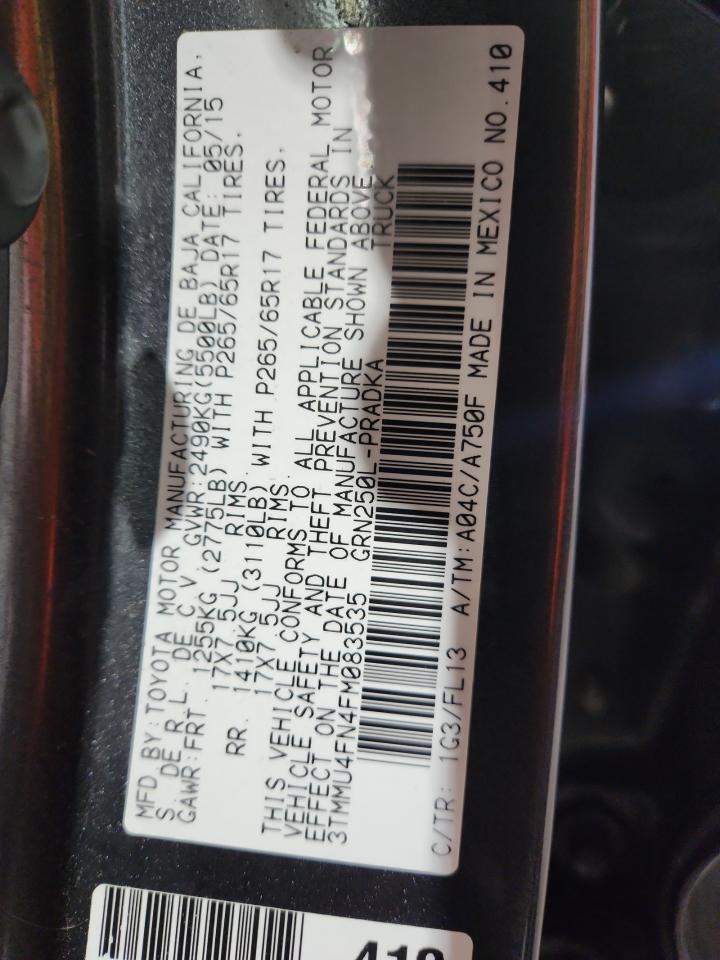 MFD BY:TOYOTA MOTOR MANUFACTURING DE BAJA CALIFORNIA,
S DE R.L. DE C V GVWR:2490KG(5500LB) DATE: 05/15
GAWR:FRT. 1255KG (2775LB) WITH P265/65R17 TIRES,
17X7.5JJ RIMS
RR. 1410KG (3110LB) WITH P265/65R17 TIRES,
17X7.5JJ RIMS
THIS VEHICLE CONFORMS TO ALL APPLICABLE FEDERAL MOTOR
VEHICLE SAFETY AND THEFT PREVENTION STANDARDS IN
EFFECT ON THE DATE OF MANUFACTURE SHOWN ABOVE.
3TMMU4FN4FM083535 GRN250L-PRADKA TRUCK
C/TR: 1G3/FL13 A/TM:A04C/A750F MADE IN MEXICO NO.410